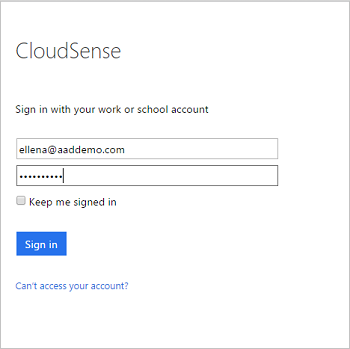 CloudSense
Sign in with your work or school account
ellena@aaddemo.com
••••••••••
Keep me signed in
Sign in
Can't access your account?